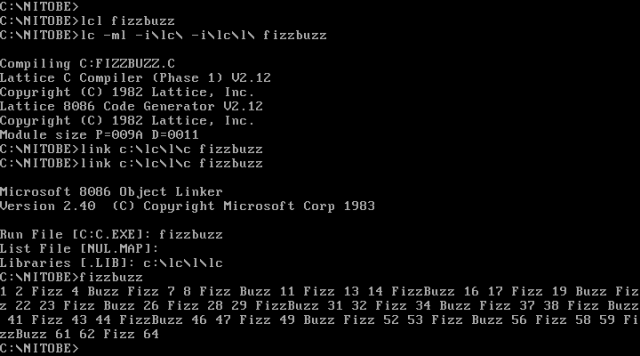 C:\NITOBE>
C:\NITOBE>lcl fizzbuzz
C:\NITOBE>lc -ml -i\lc\ -i\lc\l\ fizzbuzz
Compiling C:FIZZBUZZ.C
Lattice C Compiler (Phase 1) V2.12
Copyright (C) 1982 Lattice, Inc.
Lattice 8086 Code Generator V2.12
Copyright (C) 1982 Lattice, Inc.
Module size P=009A D=0011
C:\NITOBE>link c:\lc\l\c fizzbuzz
C:\NITOBE>link c:\lc\l\c fizzbuzz
Microsoft 8086 Object Linker
Version 2.40  (C) Copyright Microsoft Corp 1983
Run File [C:C.EXE]: fizzbuzz
List File [NUL.MAP]:
Libraries [.LIB]: c:\lc\l\lc
C:\NITOBE>fizzbuzz
1 2 Fizz 4 Buzz Fizz 7 8 Fizz Buzz 11 Fizz 13 14 FizzBuzz 16 17 Fizz 19 Buzz Fiz
z 22 23 Fizz Buzz 26 Fizz 28 29 FizzBuzz 31 32 Fizz 34 Buzz Fizz 37 38 Fizz Buzz
 41 Fizz 43 44 FizzBuzz 46 47 Fizz 49 Buzz Fizz 52 53 Fizz Buzz 56 Fizz 58 59 Fi
zzBuzz 61 62 Fizz 64
C:\NITOBE>